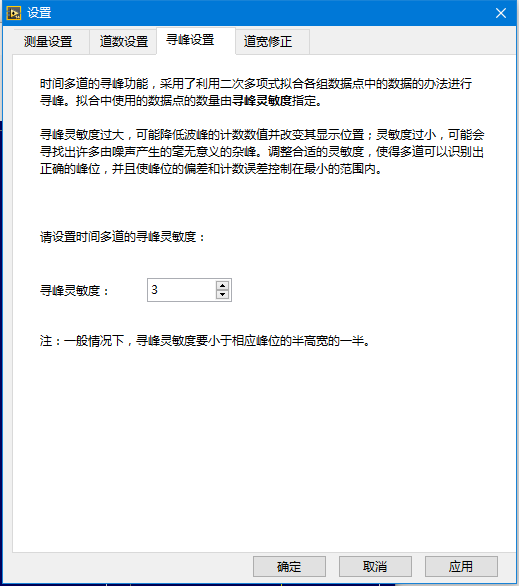 设置
测量设置 道数设置 寻峰设置 道宽修正
时间多道的寻峰功能，采用了利用二次多项式拟合各组数据点中的数据的办法进行
寻峰。拟合中使用的数据点的数量由寻峰灵敏度指定。
寻峰灵敏度过大，可能降低波峰的计数数值并改变其显示位置；灵敏度过小，可能会
寻找出许多由噪声产生的毫无意义的杂峰。调整合适的灵敏度，使得多道可以识别出
正确的峰位，并且使峰位的偏差和计数误差控制在最小的范围内。
请设置时间多道的寻峰灵敏度：
寻峰灵敏度： 3
注：一般情况下，寻峰灵敏度要小于相应峰位的半高宽的一半。
确定 取消 应用